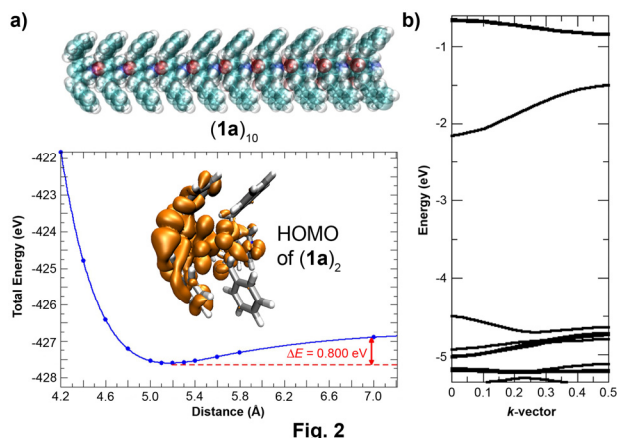 a)
(1a)10
-422
-423
-424
-425
-426
-427
-428
Total Energy (eV)
HOMO
of (1a)2
ΔE = 0.800 eV
4.2 4.6 5.0 5.4 5.8 6.2 6.6 7.0
Distance (Å)
b)
-1
-2
-3
-4
-5
Energy (eV)
0 0.1 0.2 0.3 0.4 0.5
k-vector
Fig. 2